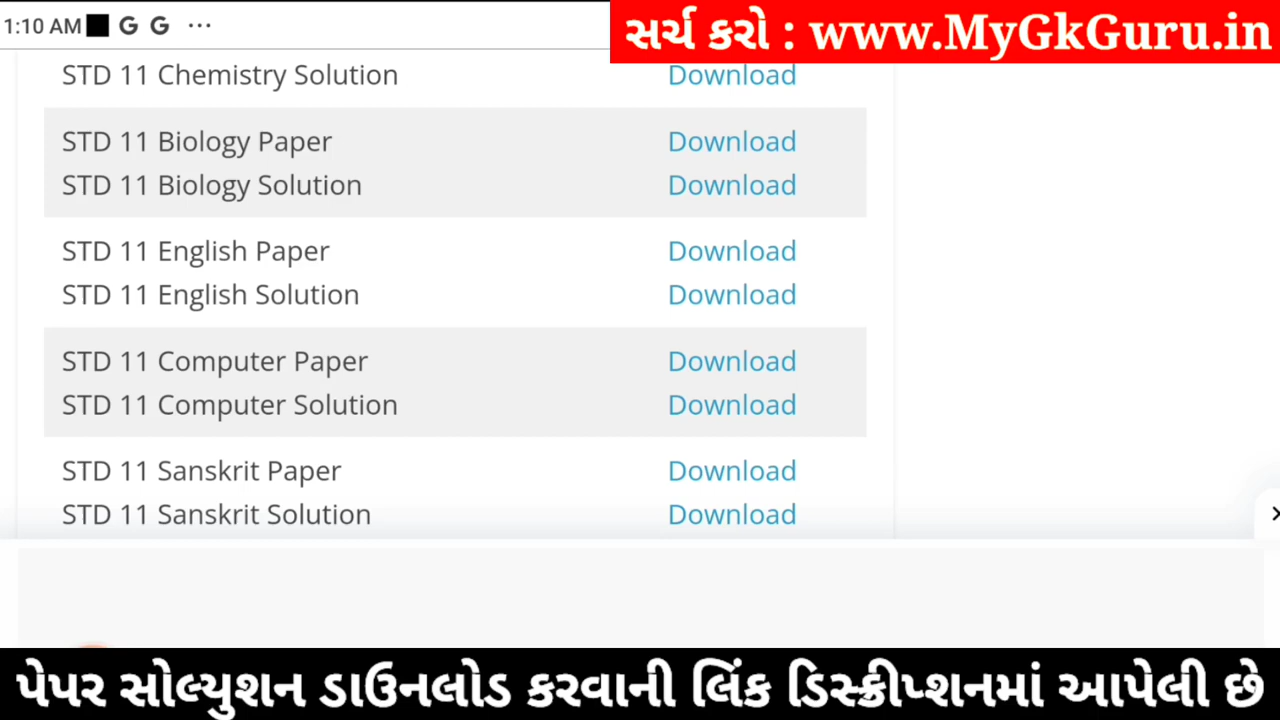 1:10 AM G G ...
સર્ચ કરો : www.MyGkGuru.in
STD 11 Chemistry Solution Download
STD 11 Biology Paper Download
STD 11 Biology Solution Download
STD 11 English Paper Download
STD 11 English Solution Download
STD 11 Computer Paper Download
STD 11 Computer Solution Download
STD 11 Sanskrit Paper Download
STD 11 Sanskrit Solution Download
પેપર સોલ્યુશન ડાઉનલોડ કરવાની લિંક ડિસ્ક્રીપ્શનમાં આપેલી છે